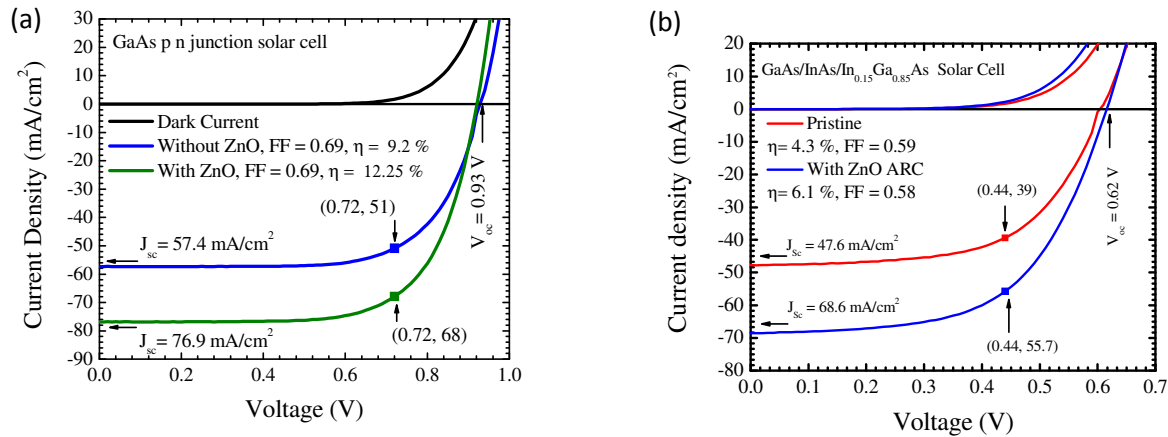 (a)
GaAs p n junction solar cell
Dark Current
Without ZnO, FF = 0.69, η = 9.2 %
With ZnO, FF = 0.69, η = 12.25 %
(0.72, 51)
V_oc = 0.93 V
J_sc = 57.4 mA/cm²
(0.72, 68)
J_sc = 76.9 mA/cm²
30
20
10
0
-10
-20
-30
-40
-50
-60
-70
-80
-90
Current Density (mA/cm²)
0.0
0.2
0.4
0.6
0.8
1.0
Voltage (V)
(b)
GaAs/InAs/In₀.₁₅Ga₀.₈₅As Solar Cell
Pristine
η= 4.3 %, FF = 0.59
With ZnO ARC
η= 6.1 %, FF = 0.58
(0.44, 39)
V_oc = 0.62 V
J_sc = 47.6 mA/cm²
J_sc = 68.6 mA/cm²
(0.44, 55.7)
20
10
0
-10
-20
-30
-40
-50
-60
-70
-80
Current density (mA/cm²)
0.0
0.1
0.2
0.3
0.4
0.5
0.6
0.7
Voltage (V)